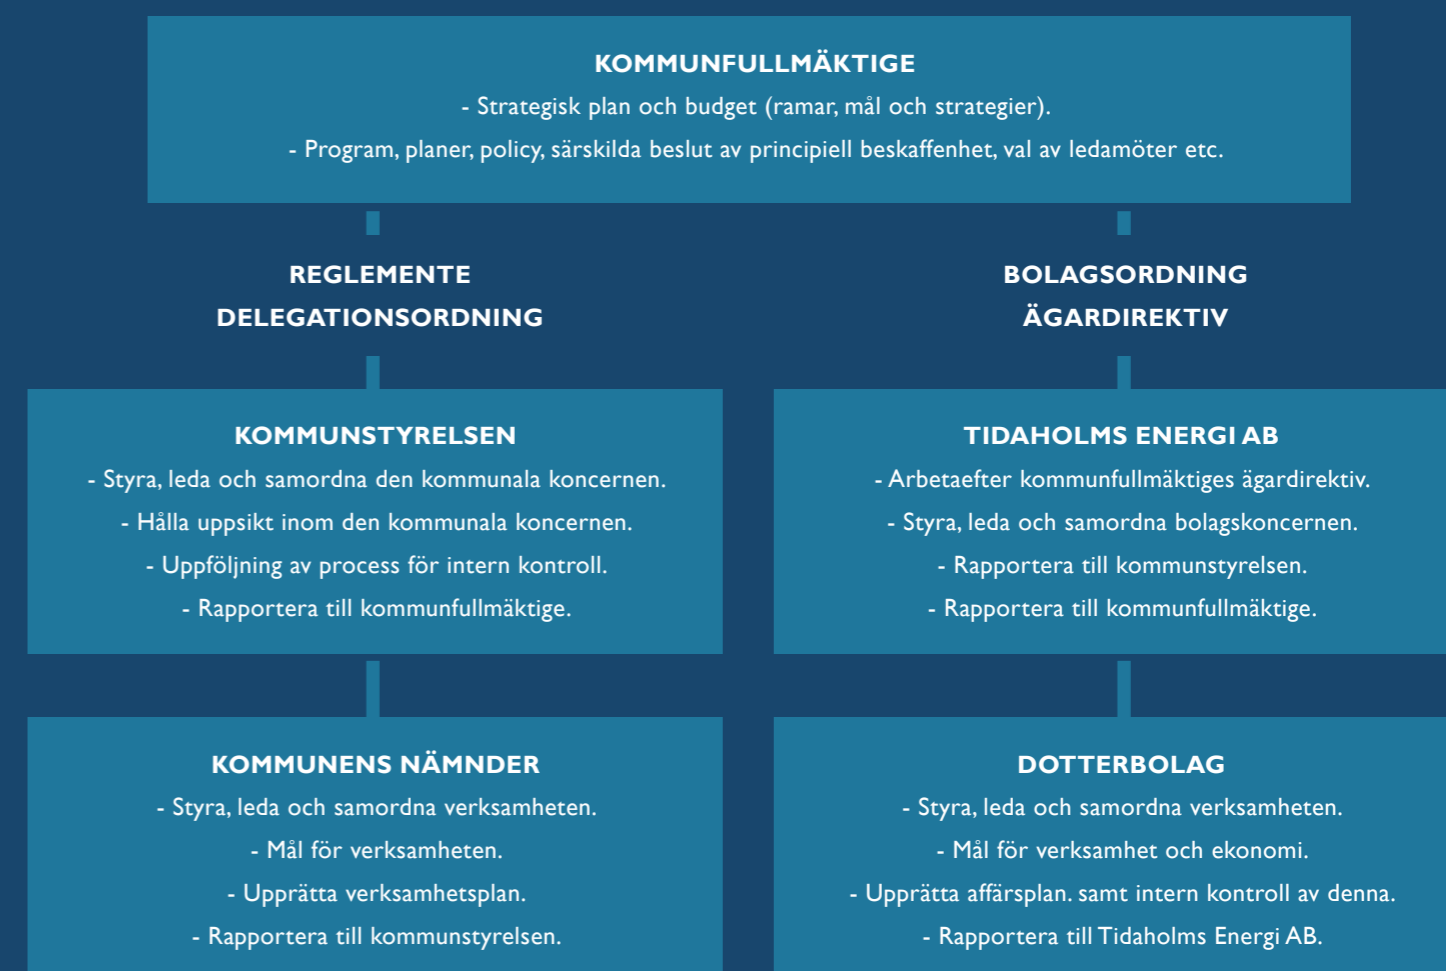 KOMMUNFULLMÄKTIGE
- Strategisk plan och budget (ramar, mål och strategier).
- Program, planer, policy, särskilda beslut av principiell beskaffenhet, val av ledamöter etc.
REGLEMENTE
DELEGATIONSORDNING
BOLAGSORDNING
ÄGARDIREKTIV
KOMMUNSTYRELSEN
- Styra, leda och samordna den kommunala koncernen.
- Hålla uppsikt inom den kommunala koncernen.
- Uppföljning av process för intern kontroll.
- Rapportera till kommunfullmäktige.
TIDAHOLMS ENERGI AB
- Arbetaefter kommunfullmäktiges ägardirektiv.
- Styra, leda och samordna bolagskoncernen.
- Rapportera till kommunstyrelsen.
- Rapportera till kommunfullmäktige.
KOMMUNENS NÄMNDER
- Styra, leda och samordna verksamheten.
- Mål för verksamheten.
- Upprätta verksamhetsplan.
- Rapportera till kommunstyrelsen.
DOTTERBOLAG
- Styra, leda och samordna verksamheten.
- Mål för verksamhet och ekonomi.
- Upprätta affärsplan. samt intern kontroll av denna.
- Rapportera till Tidaholms Energi AB.